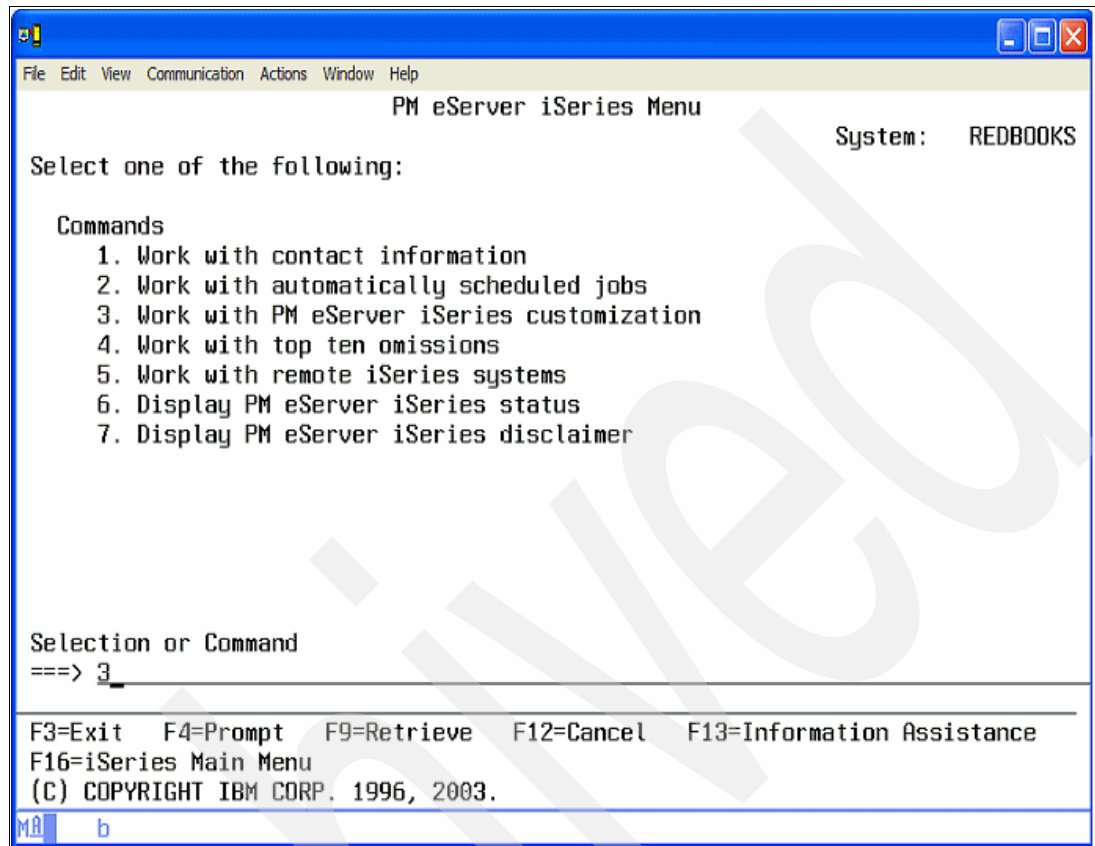 File Edit View Communication Actions Window Help
PM eServer iSeries Menu
System: REDBOOKS
Select one of the following:
Commands
1. Work with contact information
2. Work with automatically scheduled jobs
3. Work with PM eServer iSeries customization
4. Work with top ten omissions
5. Work with remote iSeries systems
6. Display PM eServer iSeries status
7. Display PM eServer iSeries disclaimer
Selection or Command
===> 3
F3=Exit F4=Prompt F9=Retrieve F12=Cancel F13=Information Assistance
F16=iSeries Main Menu
(C) COPYRIGHT IBM CORP. 1996, 2003.
MA b
hived